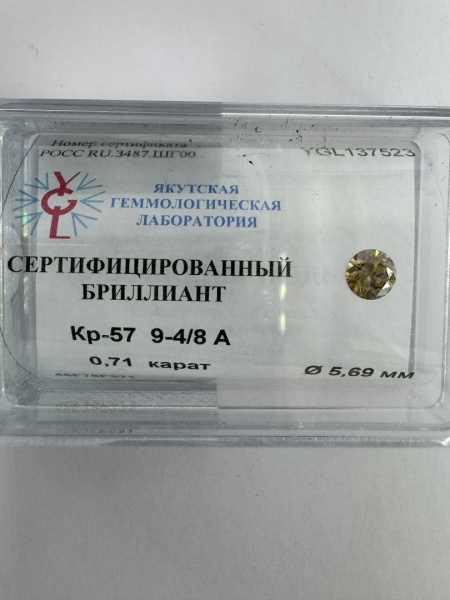 Номер сертификата
РОСС RU.3487.ШГ00 YGL137523
YGL
ЯКУТСКАЯ
ГЕММОЛОГИЧЕСКАЯ
ЛАБОРАТОРИЯ
СЕРТИФИЦИРОВАННЫЙ
БРИЛЛИАНТ
Кр-57 9-4/8 А
0,71 карат
Ø 5,69 мм